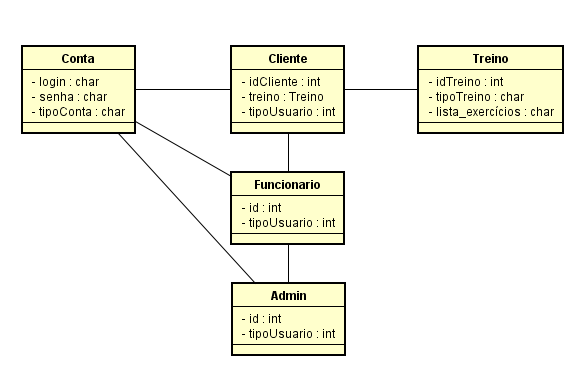 Conta
- login : char
- senha : char
- tipoConta : char
Cliente
- idCliente : int
- treino : Treino
- tipoUsuario : int
Treino
- idTreino : int
- tipoTreino : char
- lista_exercícios : char
Funcionario
- id : int
- tipoUsuario : int
Admin
- id : int
- tipoUsuario : int